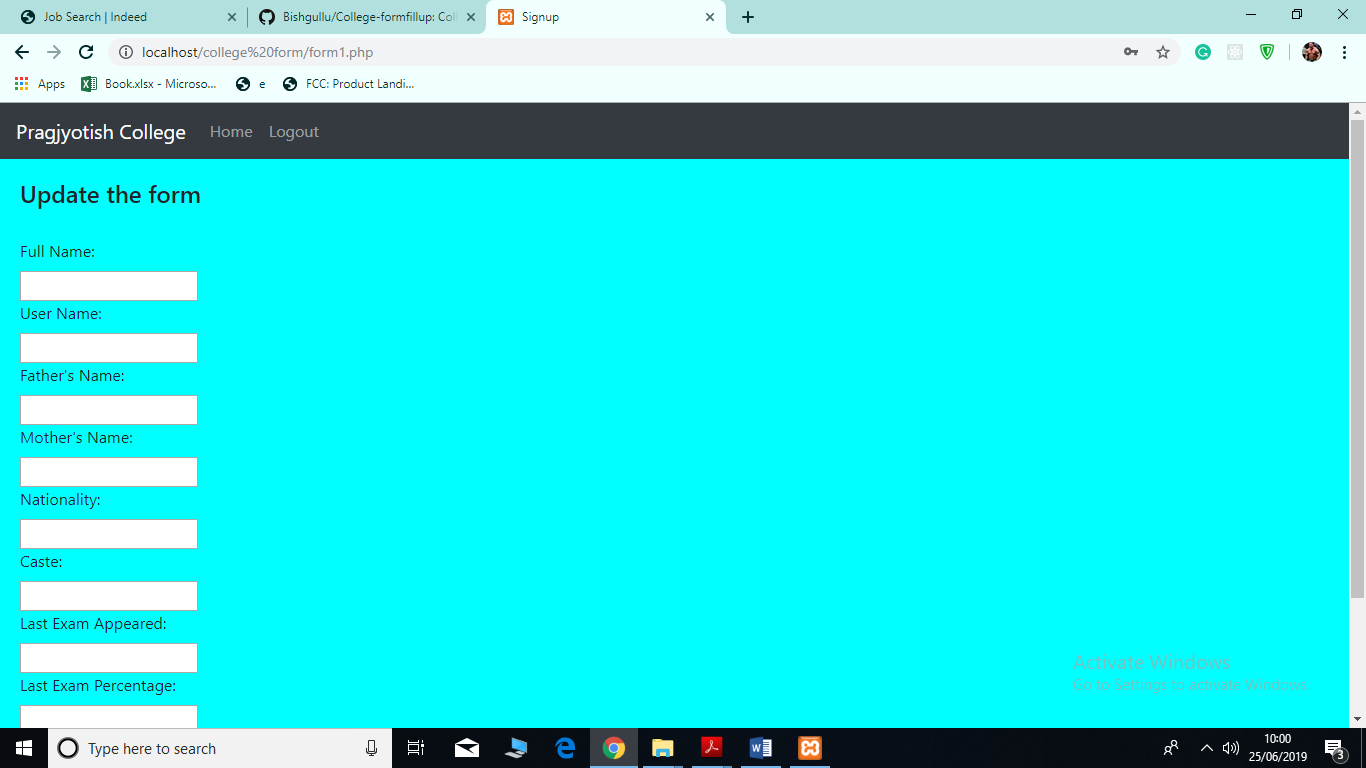 Job Search | Indeed
Bishgullu/College-formfillup: Coll
Signup
localhost/college%20form/form1.php
Apps
Book.xlsx - Microso...
e
FCC: Product Landi...
Pragjyotish College
Home
Logout
Update the form
Full Name:
User Name:
Father's Name:
Mother's Name:
Nationality:
Caste:
Last Exam Appeared:
Last Exam Percentage:
Activate Windows
Go to Settings to activate Windows.
Type here to search
10:00
25/06/2019
3